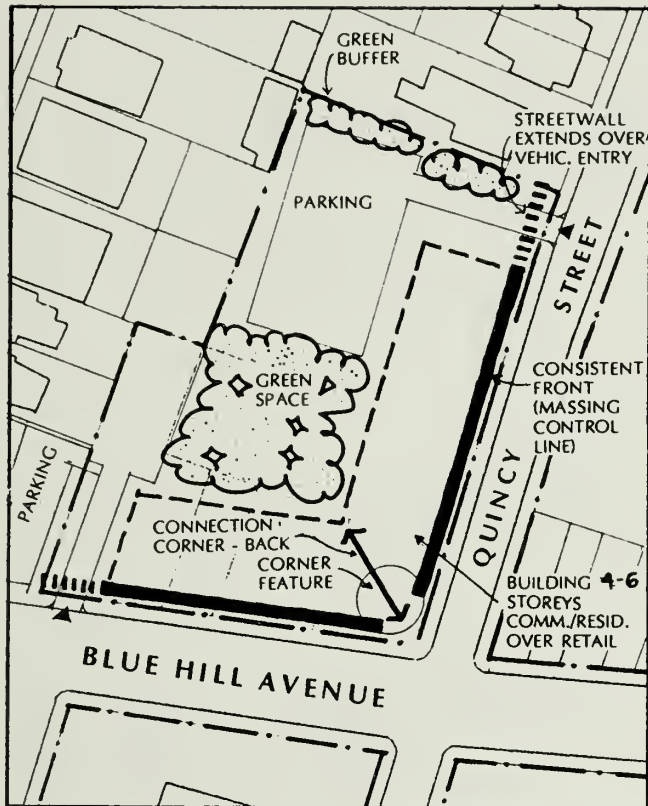 GREEN
BUFFER
STREETWALL
EXTENDS OVER
VEHIC. ENTRY
PARKING
STREET
CONSISTENT
FRONT
(MASSING
CONTROL
LINE)
GREEN
SPACE
QUINCY
PARKING
CONNECTION
CORNER - BACK
CORNER
FEATURE
BUILDING 4-6
STOREYS
COMM./RESID.
OVER RETAIL
BLUE HILL AVENUE